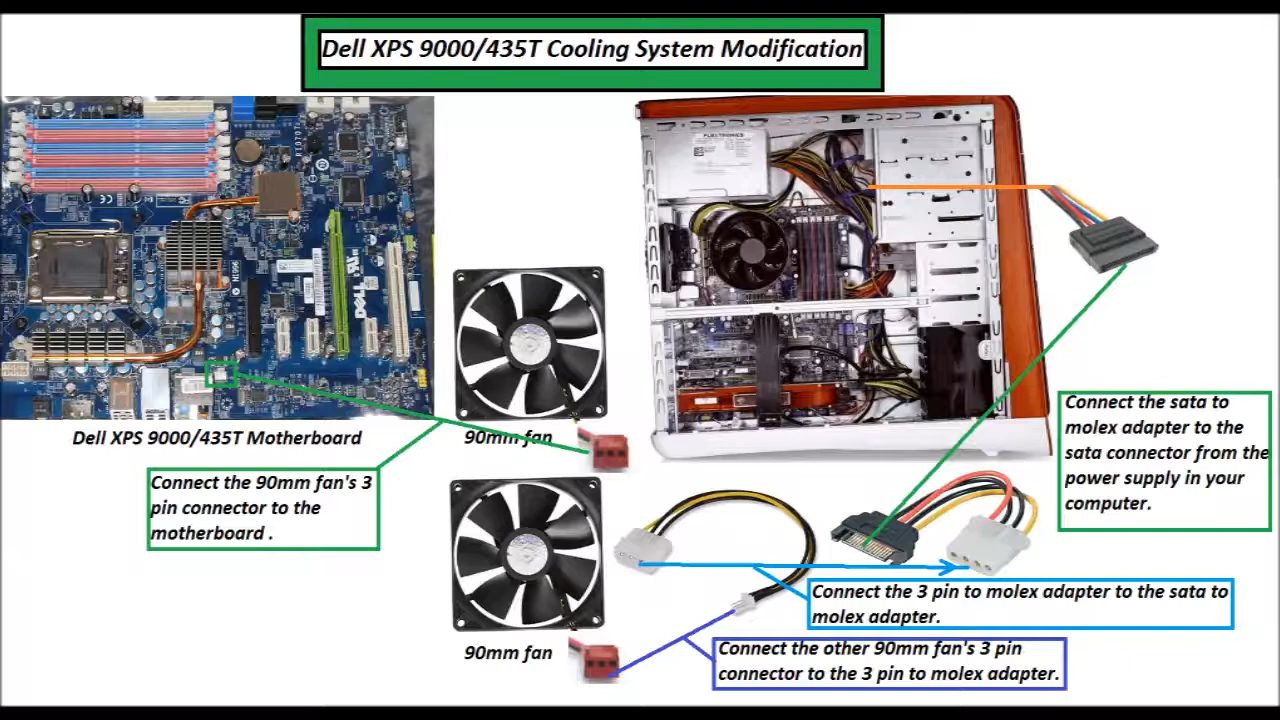 Dell XPS 9000/435T Cooling System Modification
FLEXTRONICS
DELL
Dell XPS 9000/435T Motherboard
90mm fan
Connect the 90mm fan's 3
pin connector to the
motherboard .
Connect the sata to
molex adapter to the
sata connector from the
power supply in your
computer.
Connect the 3 pin to molex adapter to the sata to
molex adapter.
90mm fan
Connect the other 90mm fan's 3 pin
connector to the 3 pin to molex adapter.